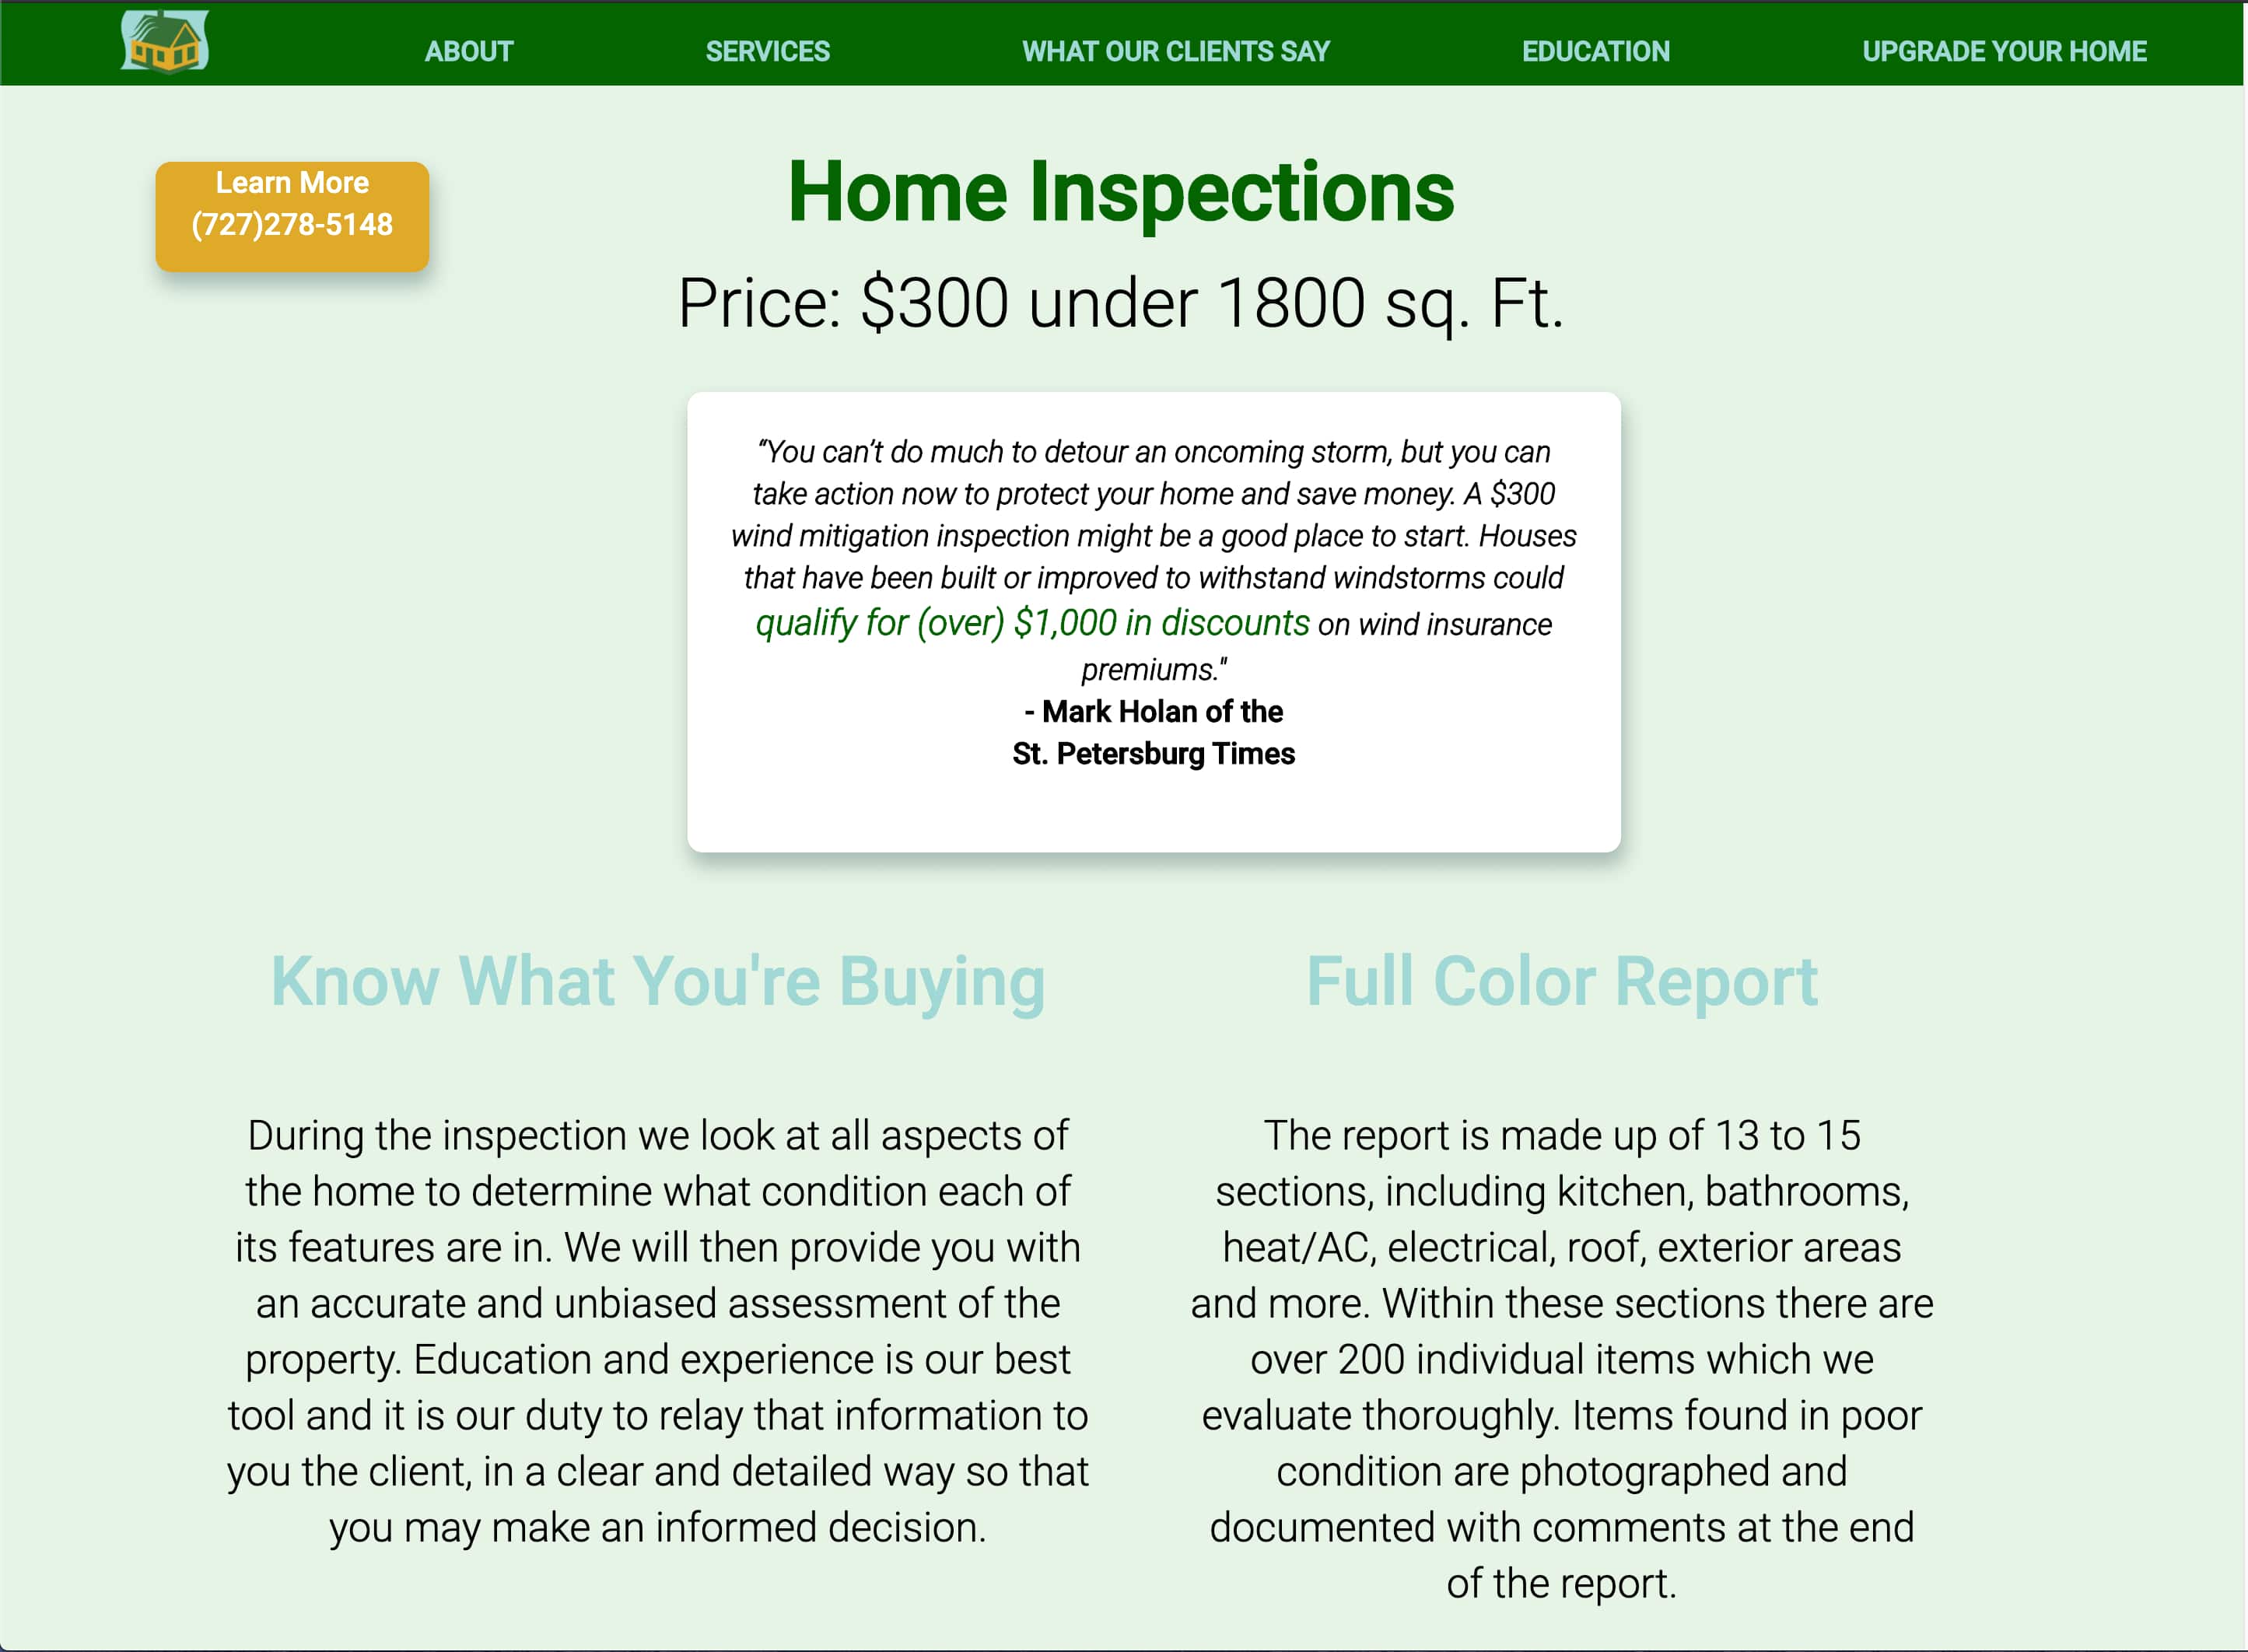 ABOUT
SERVICES
WHAT OUR CLIENTS SAY
EDUCATION
UPGRADE YOUR HOME
Learn More
(727)278-5148
Home Inspections
Price: $300 under 1800 sq. Ft.
“You can’t do much to detour an oncoming storm, but you can
take action now to protect your home and save money. A $300
wind mitigation inspection might be a good place to start. Houses
that have been built or improved to withstand windstorms could
qualify for (over) $1,000 in discounts on wind insurance
premiums."
- Mark Holan of the
St. Petersburg Times
Know What You're Buying
During the inspection we look at all aspects of
the home to determine what condition each of
its features are in. We will then provide you with
an accurate and unbiased assessment of the
property. Education and experience is our best
tool and it is our duty to relay that information to
you the client, in a clear and detailed way so that
you may make an informed decision.
Full Color Report
The report is made up of 13 to 15
sections, including kitchen, bathrooms,
heat/AC, electrical, roof, exterior areas
and more. Within these sections there are
over 200 individual items which we
evaluate thoroughly. Items found in poor
condition are photographed and
documented with comments at the end
of the report.